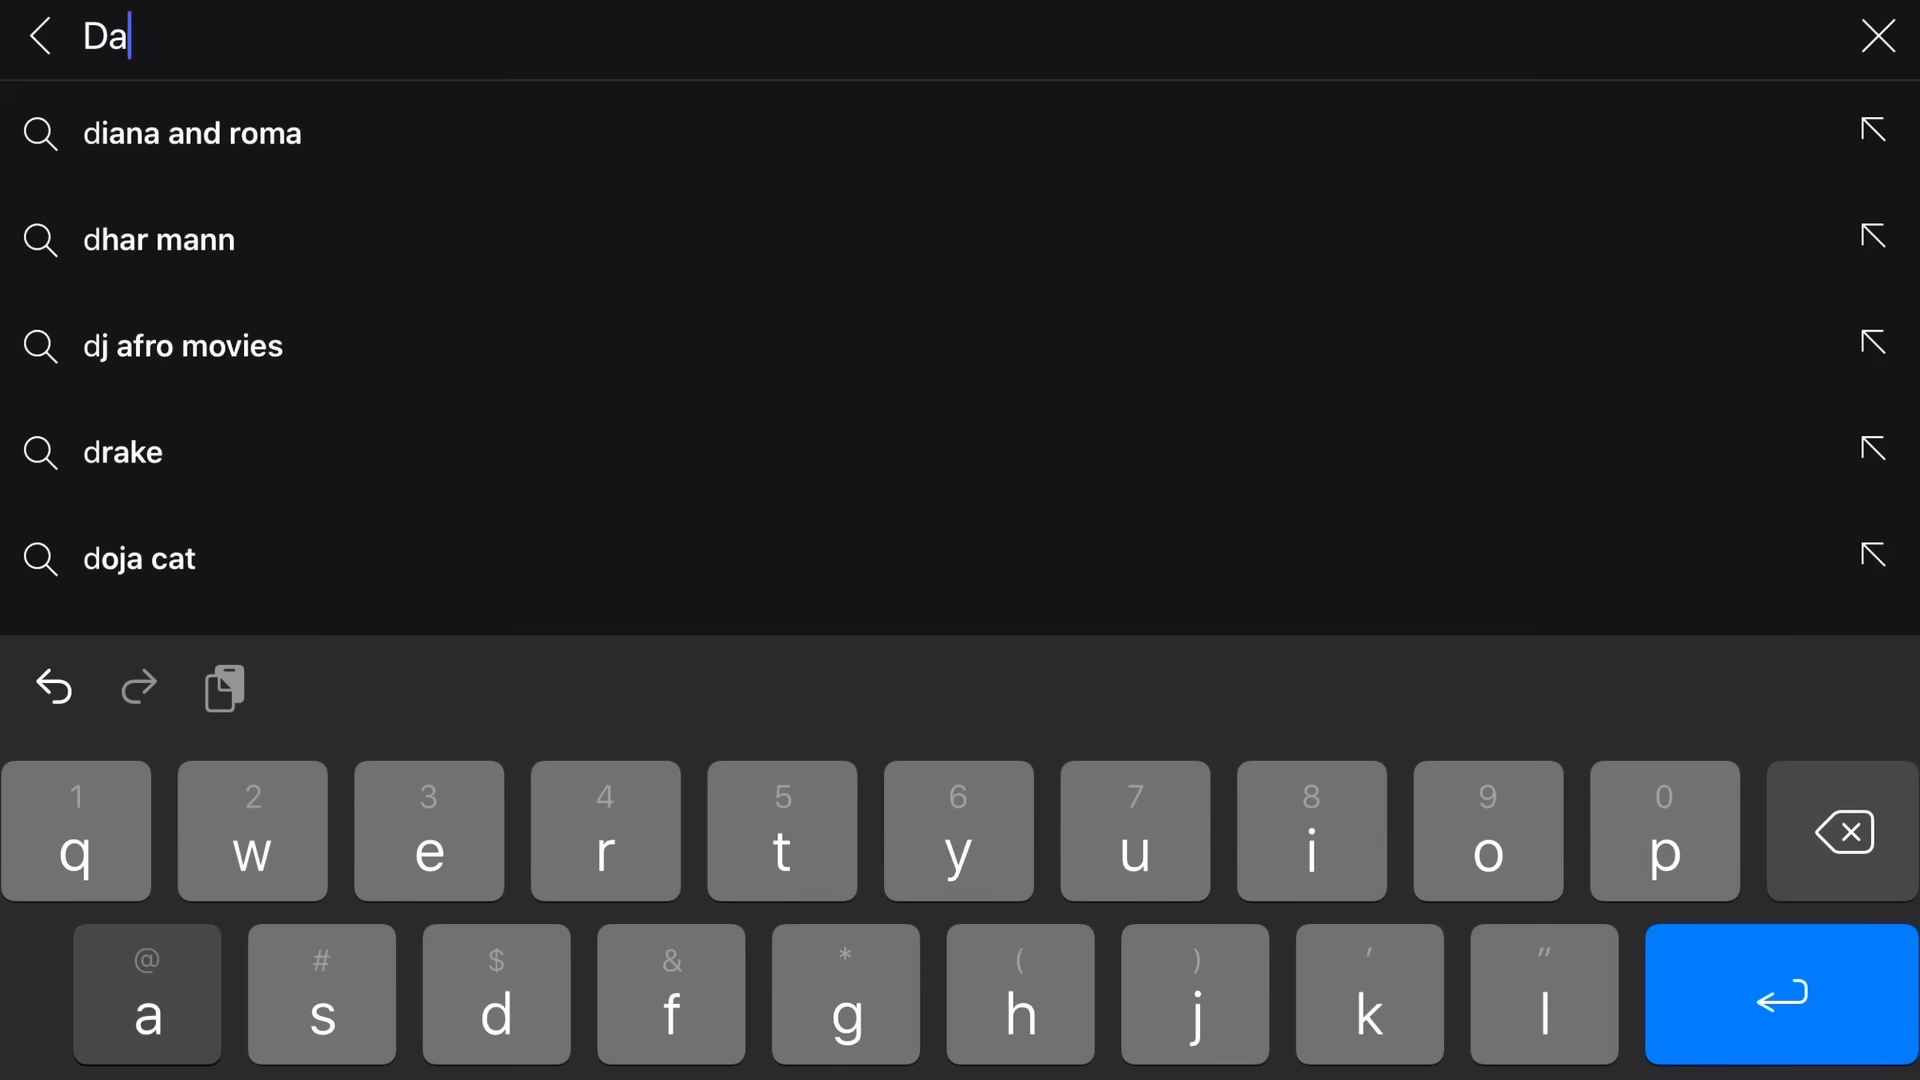 Da
diana and roma
dhar mann
dj afro movies
drake
doja cat
1 2 3 4 5 6 7 8 9 0
q w e r t y u i o p
@ # $ & * ( ) ' "
a s d f g h j k l